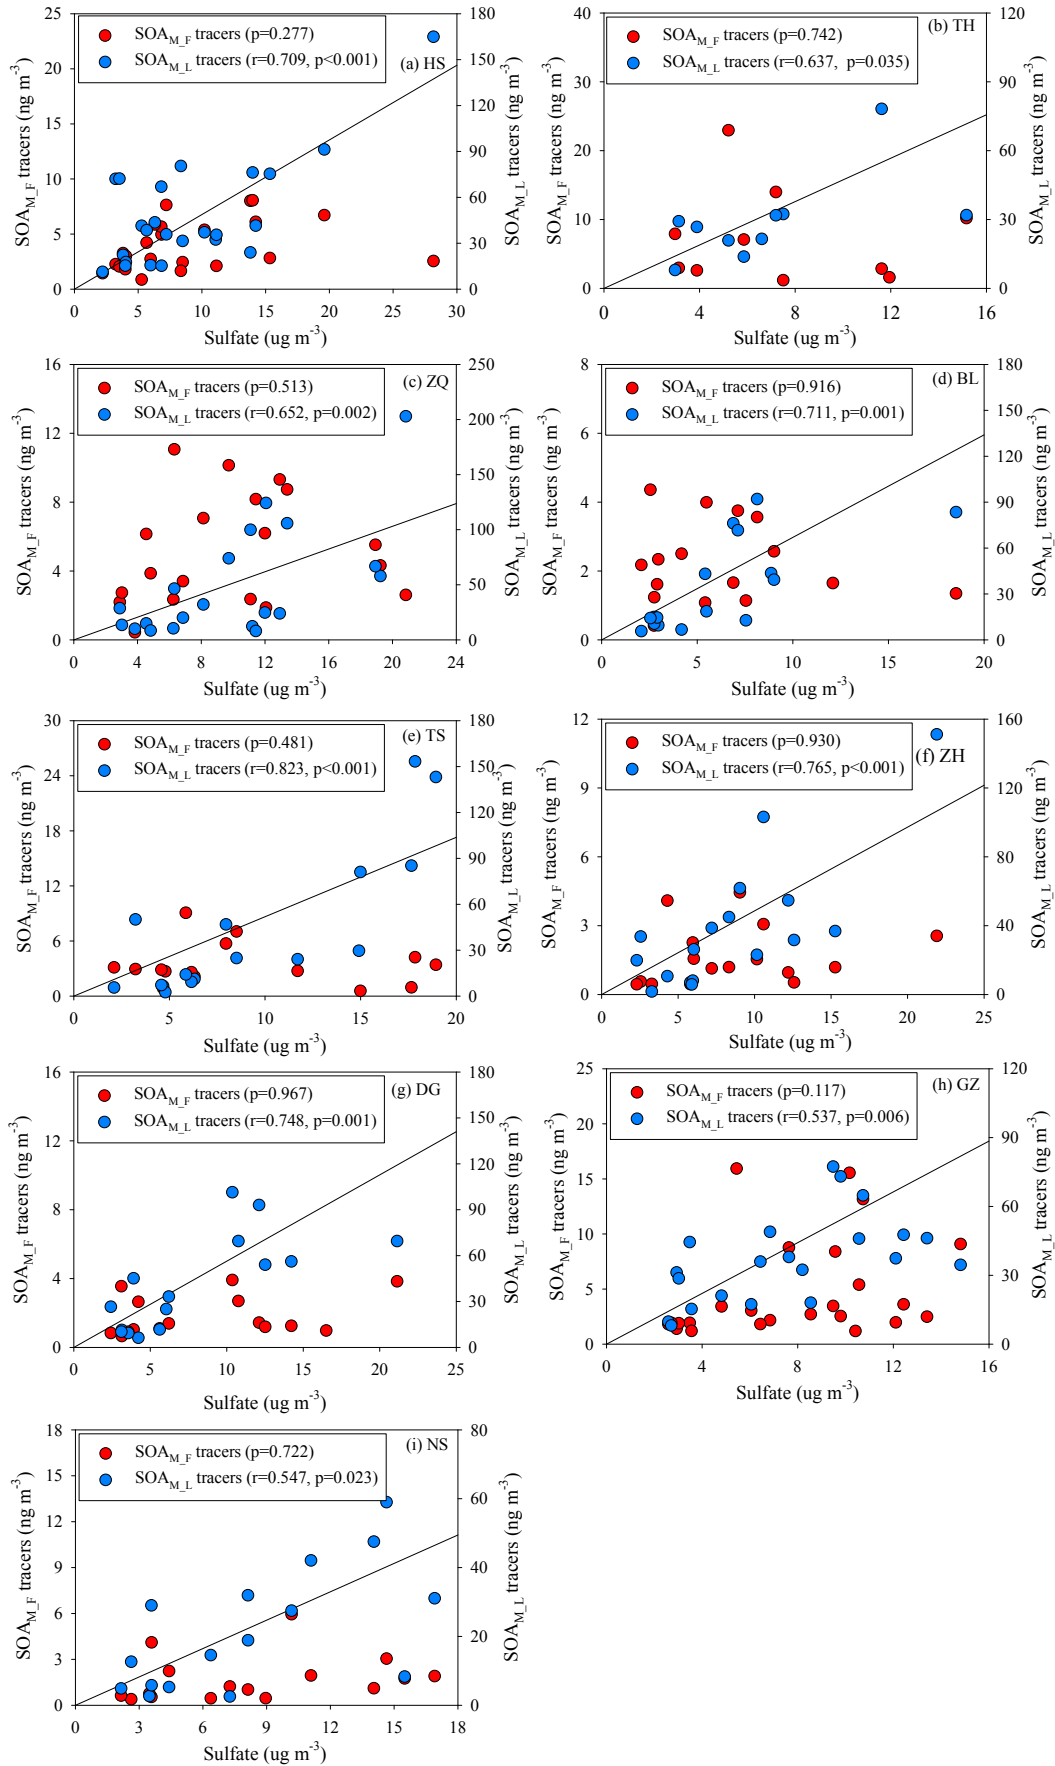 SOA_M_F tracers (p=0.277)
SOA_M_L tracers (r=0.709, p<0.001)
(a) HS
25
20
15
10
5
0
180
150
120
90
60
30
0
0 5 10 15 20 25 30
Sulfate (ug m-3)
SOA_M_F tracers (ng m-3)
SOA_M_L tracers (ng m-3)
SOA_M_F tracers (p=0.742)
SOA_M_L tracers (r=0.637, p=0.035)
(b) TH
40
30
20
10
0
120
90
60
30
0
0 4 8 12 16
Sulfate (ug m-3)
SOA_M_F tracers (ng m-3)
SOA_M_L tracers (ng m-3)
SOA_M_F tracers (p=0.513)
SOA_M_L tracers (r=0.652, p=0.002)
(c) ZQ
16
12
8
4
0
250
200
150
100
50
0
0 4 8 12 16 20 24
Sulfate (ug m-3)
SOA_M_F tracers (ng m-3)
SOA_M_L tracers (ng m-3)
SOA_M_F tracers (p=0.916)
SOA_M_L tracers (r=0.711, p=0.001)
(d) BL
8
6
4
2
0
180
150
120
90
60
30
0
0 5 10 15 20
Sulfate (ug m-3)
SOA_M_F tracers (ng m-3)
SOA_M_L tracers (ng m-3)
SOA_M_F tracers (p=0.481)
SOA_M_L tracers (r=0.823, p<0.001)
(e) TS
30
24
18
12
6
0
180
150
120
90
60
30
0
0 5 10 15 20
Sulfate (ug m-3)
SOA_M_F tracers (ng m-3)
SOA_M_L tracers (ng m-3)
SOA_M_F tracers (p=0.930)
SOA_M_L tracers (r=0.765, p<0.001)
(f) ZH
12
9
6
3
0
160
120
80
40
0
0 5 10 15 20 25
Sulfate (ug m-3)
SOA_M_F tracers (ng m-3)
SOA_M_L tracers (ng m-3)
SOA_M_F tracers (p=0.967)
SOA_M_L tracers (r=0.748, p=0.001)
(g) DG
16
12
8
4
0
180
150
120
90
60
30
0
0 5 10 15 20 25
Sulfate (ug m-3)
SOA_M_F tracers (ng m-3)
SOA_M_L tracers (ng m-3)
SOA_M_F tracers (p=0.117)
SOA_M_L tracers (r=0.537, p=0.006)
(h) GZ
25
20
15
10
5
0
120
90
60
30
0
0 4 8 12 16
Sulfate (ug m-3)
SOA_M_F tracers (ng m-3)
SOA_M_L tracers (ng m-3)
SOA_M_F tracers (p=0.722)
SOA_M_L tracers (r=0.547, p=0.023)
(i) NS
18
15
12
9
6
3
0
80
60
40
20
0
0 3 6 9 12 15 18
Sulfate (ug m-3)
SOA_M_F tracers (ng m-3)
SOA_M_L tracers (ng m-3)